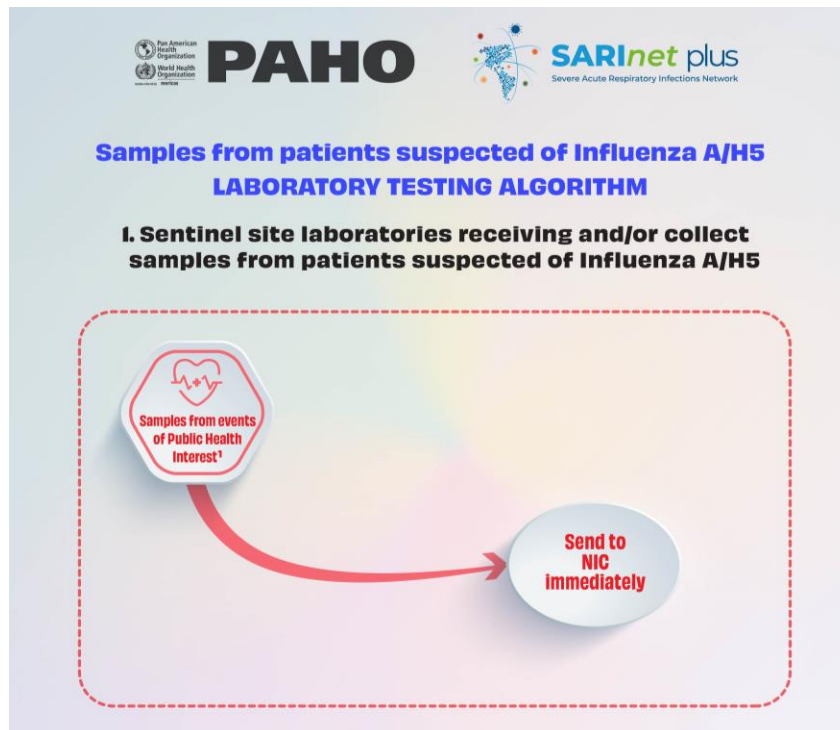 Pan American
Health
Organization
World Health
Organization
PAHO
SARInet plus
Severe Acute Respiratory Infections Network
Samples from patients suspected of Influenza A/H5
LABORATORY TESTING ALGORITHM
1. Sentinel site laboratories receiving and/or collect
samples from patients suspected of Influenza A/H5
Samples from events
of Public Health
Interest¹
Send to
NIC
immediately